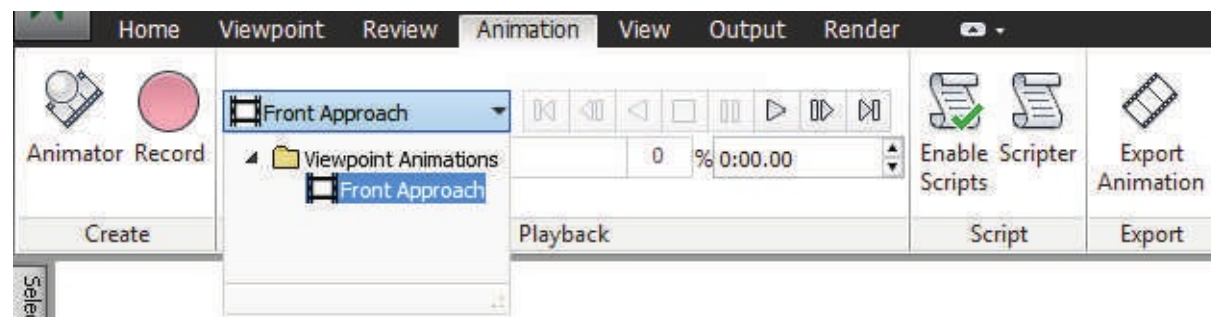 Home Viewpoint Review Animation View Output Render
Front Approach
Animator Record
Viewpoint Animations
0 % 0:00.00
Enable Scripts
Scripter
Export Animation
Front Approach
Create Playback Script Export